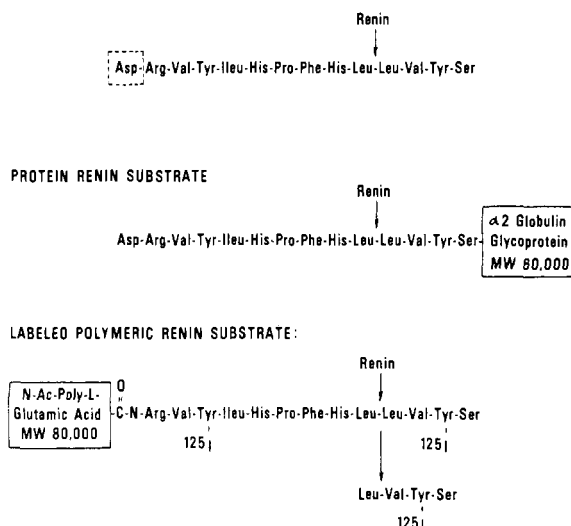 Renin
Asp-Arg-Val-Tyr-Ileu-His-Pro-Phe-His-Leu-Leu-Val-Tyr-Ser
PROTEIN RENIN SUBSTRATE
Renin
Asp-Arg-Val-Tyr-Ileu-His-Pro-Phe-His-Leu-Leu-Val-Tyr-Ser-
α2 Globulin
Glycoprotein
MW 80,000
LABELEO POLYMERIC RENIN SUBSTRATE:
Renin
N-Ac-Poly-L-
Glutamic Acid
MW 80,000
O
-C-N-Arg-Val-Tyr-Ileu-His-Pro-Phe-His-Leu-Leu-Val-Tyr-Ser
125I 125I
Leu-Val-Tyr-Ser
125I